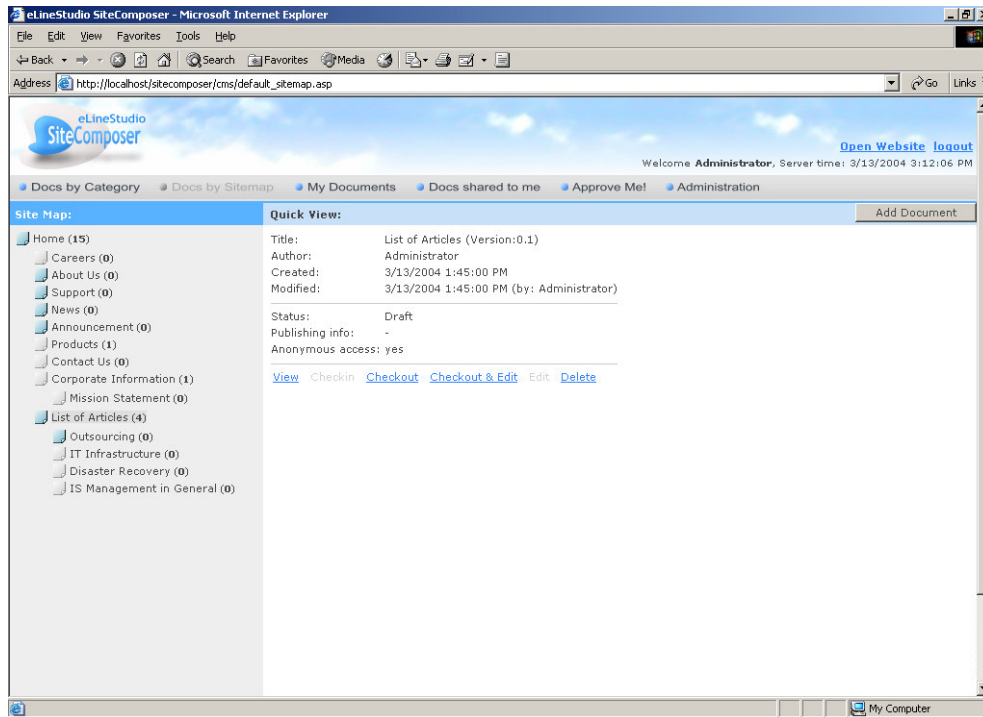 eLineStudio SiteComposer - Microsoft Internet Explorer
File Edit View Favorites Tools Help
Back Search Favorites Media
Address http://localhost/sitecomposer/cms/default_sitemap.asp Go Links
eLineStudio
SiteComposer
Open Website logout
Welcome Administrator, Server time: 3/13/2004 3:12:06 PM
Docs by Category Docs by Sitemap My Documents Docs shared to me Approve Me! Administration
Site Map: Quick View: Add Document
Home (15)
Careers (0)
About Us (0)
Support (0)
News (0)
Announcement (0)
Products (1)
Contact Us (0)
Corporate Information (1)
Mission Statement (0)
List of Articles (4)
Outsourcing (0)
IT Infrastructure (0)
Disaster Recovery (0)
IS Management in General (0)
Title: List of Articles (Version:0.1)
Author: Administrator
Created: 3/13/2004 1:45:00 PM
Modified: 3/13/2004 1:45:00 PM (by: Administrator)
Status: Draft
Publishing info: -
Anonymous access: yes
View Checkin Checkout Checkout & Edit Edit Delete
My Computer